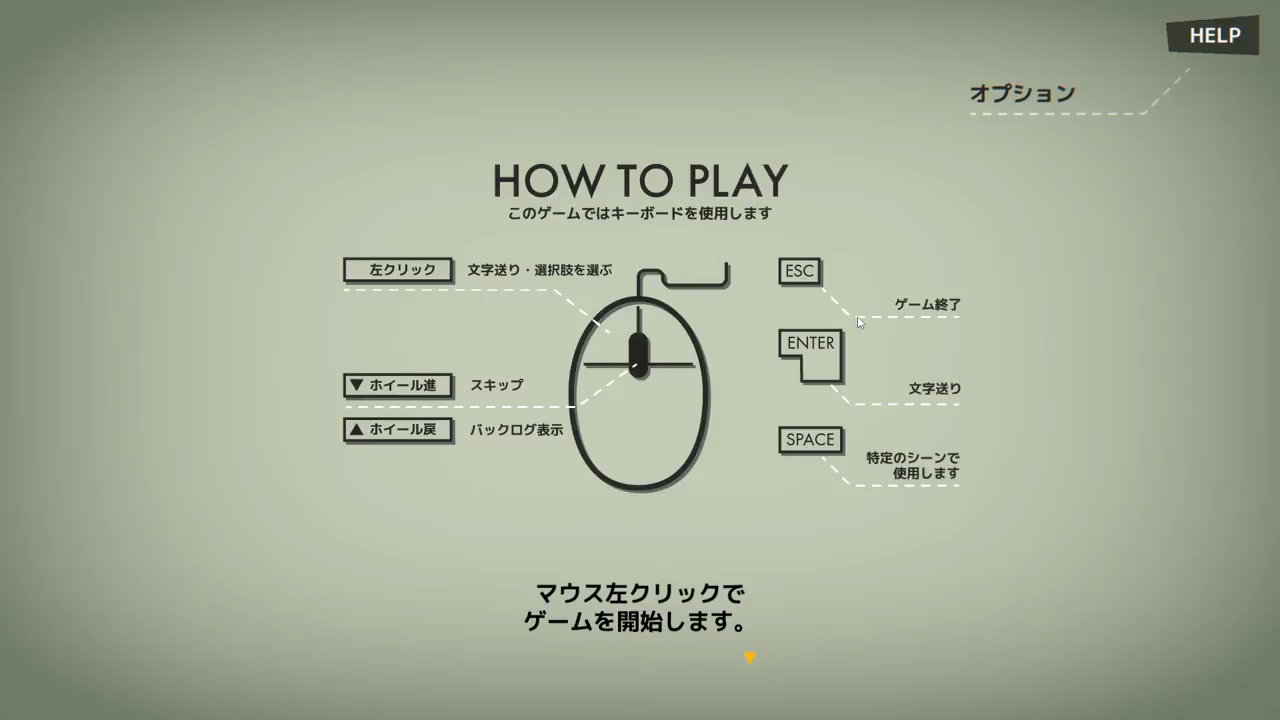 HELP
オプション
HOW TO PLAY
このゲームではキーボードを使用します
左クリック 文字送り・選択肢を選ぶ
▼ ホイール進 スキップ
▲ ホイール戻 バックログ表示
ESC
ゲーム終了
ENTER
文字送り
SPACE
特定のシーンで
使用します
マウス左クリックで
ゲームを開始します。